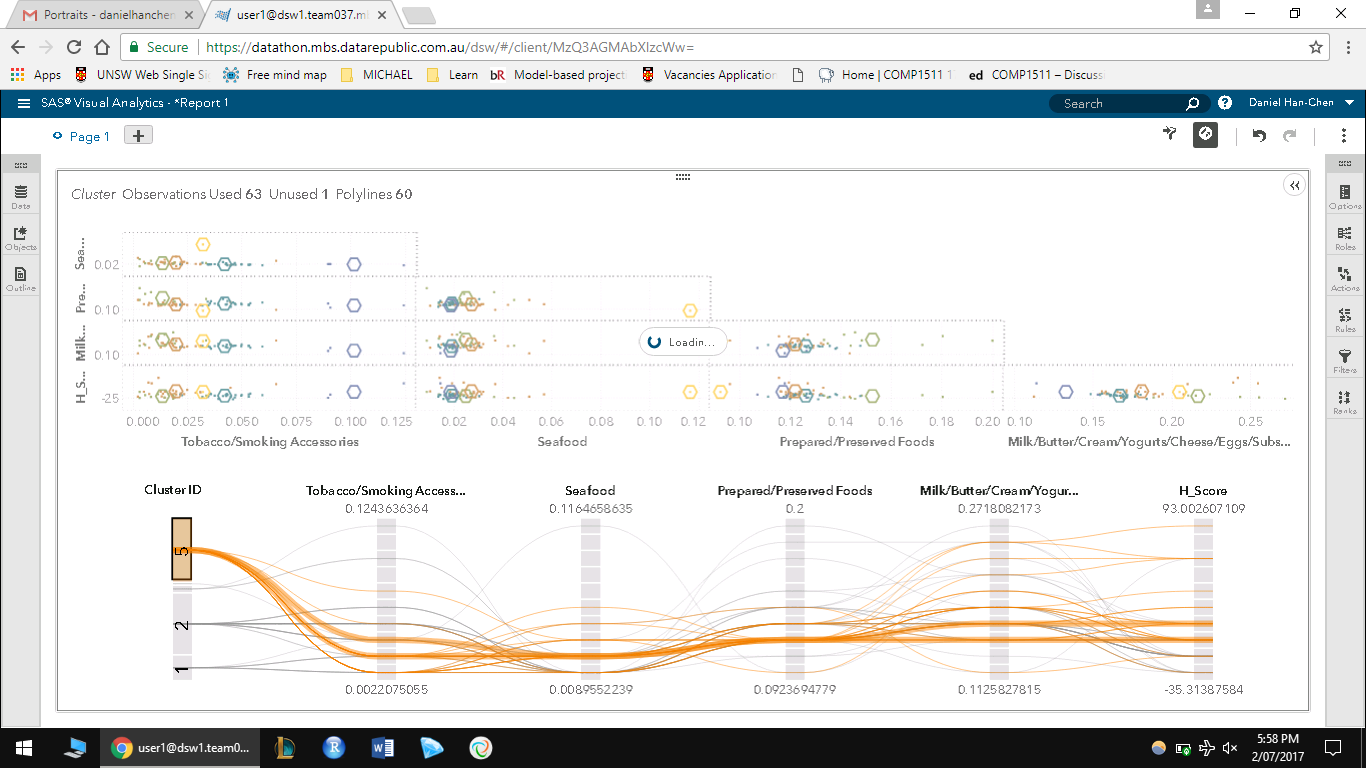 Portraits - danielhanchen
user1@dsw1.team037.m
Secure https://datathon.mbs.datarepublic.com.au/dsw/#/client/MzQ3AGMAbXIzcWw=
Apps UNSW Web Single Si Free mind map MICHAEL Learn bR Model-based project Vacancies Application Home | COMP1511 1 ed COMP1511 – Discuss
SAS® Visual Analytics - *Report 1 Search Daniel Han-Chen
Page 1
Data
Objects
Outline
Cluster Observations Used 63 Unused 1 Polylines 60
Sea... 0.02
Pre... 0.10
Milk... 0.10
H_S... -25
Loadin...
0.000 0.025 0.050 0.075 0.100 0.125 0.02 0.04 0.06 0.08 0.10 0.12 0.10 0.12 0.14 0.16 0.18 0.20 0.10 0.15 0.20 0.25
Tobacco/Smoking Accessories Seafood Prepared/Preserved Foods Milk/Butter/Cream/Yogurts/Cheese/Eggs/Subs...
Cluster ID Tobacco/Smoking Access... Seafood Prepared/Preserved Foods Milk/Butter/Cream/Yogur... H_Score
0.1243636364 0.1164658635 0.2 0.2718082173 93.002607109
5
2
1
0.0022075055 0.0089552239 0.0923694779 0.1125827815 -35.31387584
Options
Roles
Actions
Rules
Filters
Ranks
user1@dsw1.team0...
5:58 PM
2/07/2017